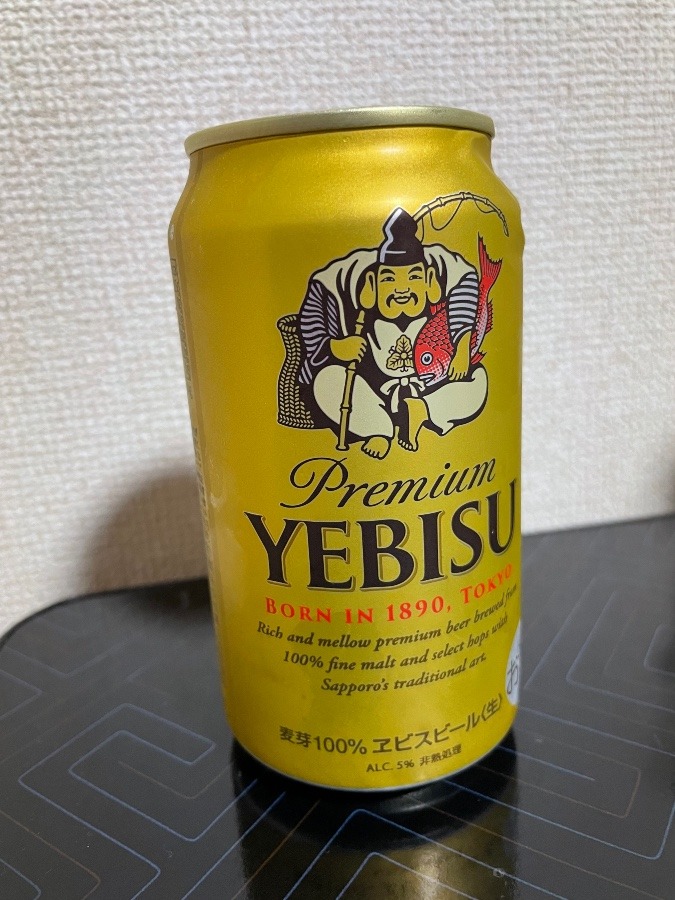 Premium
YEBISU
BORN IN 1890, TOKYO
Rich and mellow premium beer brewed from
100% fine malt and select hops with
Sapporo's traditional art.
麦芽100% ヱビスビール〈生〉
ALC. 5% 非熱処理
お